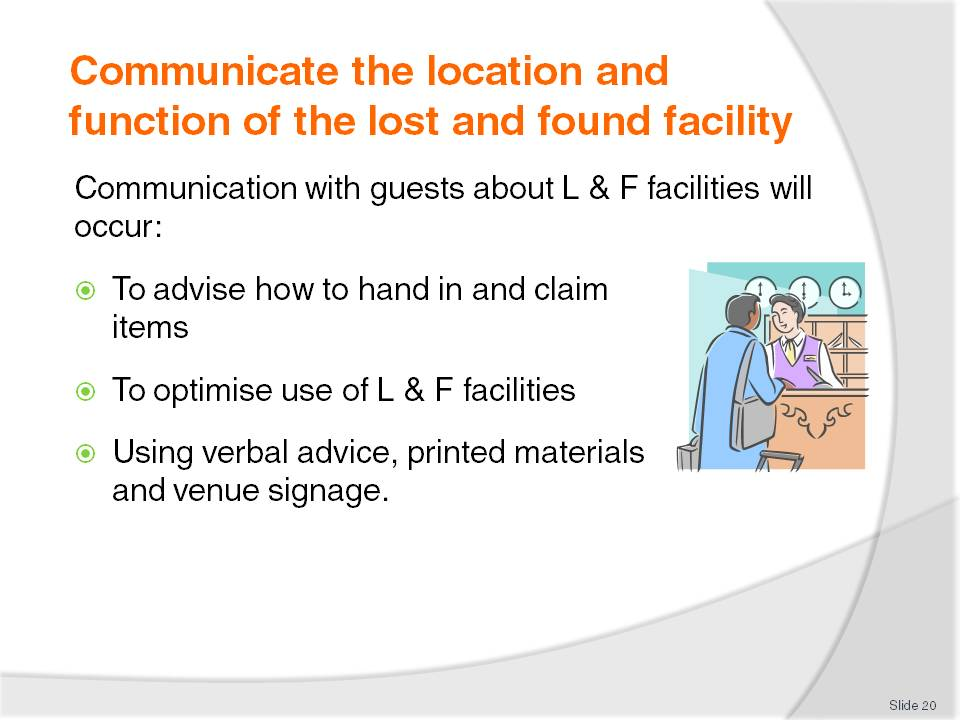 Communicate the location and
function of the lost and found facility
Communication with guests about L & F facilities will
occur:
To advise how to hand in and claim
items
To optimise use of L & F facilities
Using verbal advice, printed materials
and venue signage.
Slide 20